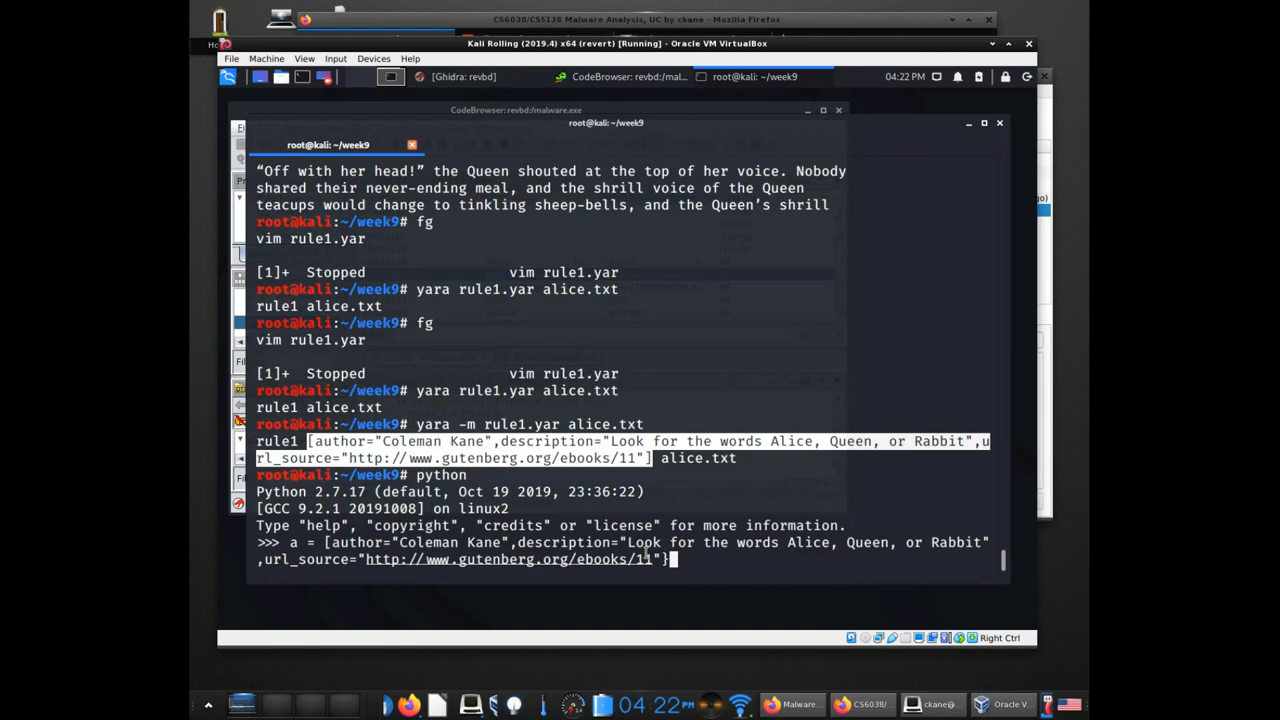 CS6038/CS5138 Malware Analysis, UC by ckane - Mozilla Firefox
Kali Rolling (2019.4) x64 (revert) [Running] - Oracle VM VirtualBox
File Machine View Input Devices Help
[Ghidra: revbd] CodeBrowser: revbd:/mal... root@kali: ~/week9 04:22 PM
CodeBrowser: revbd:/malware.exe
root@kali: ~/week9
root@kali: ~/week9
“Off with her head!” the Queen shouted at the top of her voice. Nobody
shared their never-ending meal, and the shrill voice of the Queen
teacups would change to tinkling sheep-bells, and the Queen’s shrill
root@kali:~/week9# fg
vim rule1.yar
[1]+ Stopped vim rule1.yar
root@kali:~/week9# yara rule1.yar alice.txt
rule1 alice.txt
root@kali:~/week9# fg
vim rule1.yar
[1]+ Stopped vim rule1.yar
root@kali:~/week9# yara rule1.yar alice.txt
rule1 alice.txt
root@kali:~/week9# yara -m rule1.yar alice.txt
rule1 [author="Coleman Kane",description="Look for the words Alice, Queen, or Rabbit",u
rl_source="http://www.gutenberg.org/ebooks/11"] alice.txt
root@kali:~/week9# python
Python 2.7.17 (default, Oct 19 2019, 23:36:22)
[GCC 9.2.1 20191008] on linux2
Type "help", "copyright", "credits" or "license" for more information.
>>> a = [author="Coleman Kane",description="Look for the words Alice, Queen, or Rabbit"
,url_source="http://www.gutenberg.org/ebooks/11"}
Right Ctrl
04:22 Malware... CS6038/... ckane@... Oracle V...